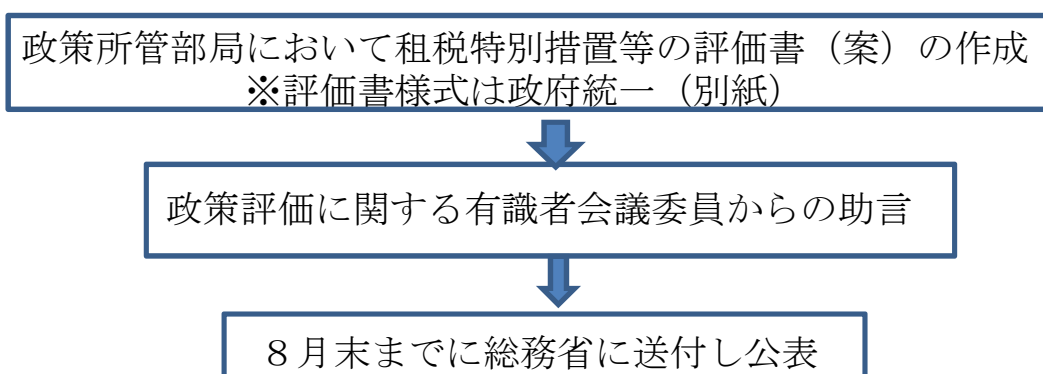 政策所管部局において租税特別措置等の評価書（案）の作成
※評価書様式は政府統一（別紙）
政策評価に関する有識者会議委員からの助言
８月末までに総務省に送付し公表